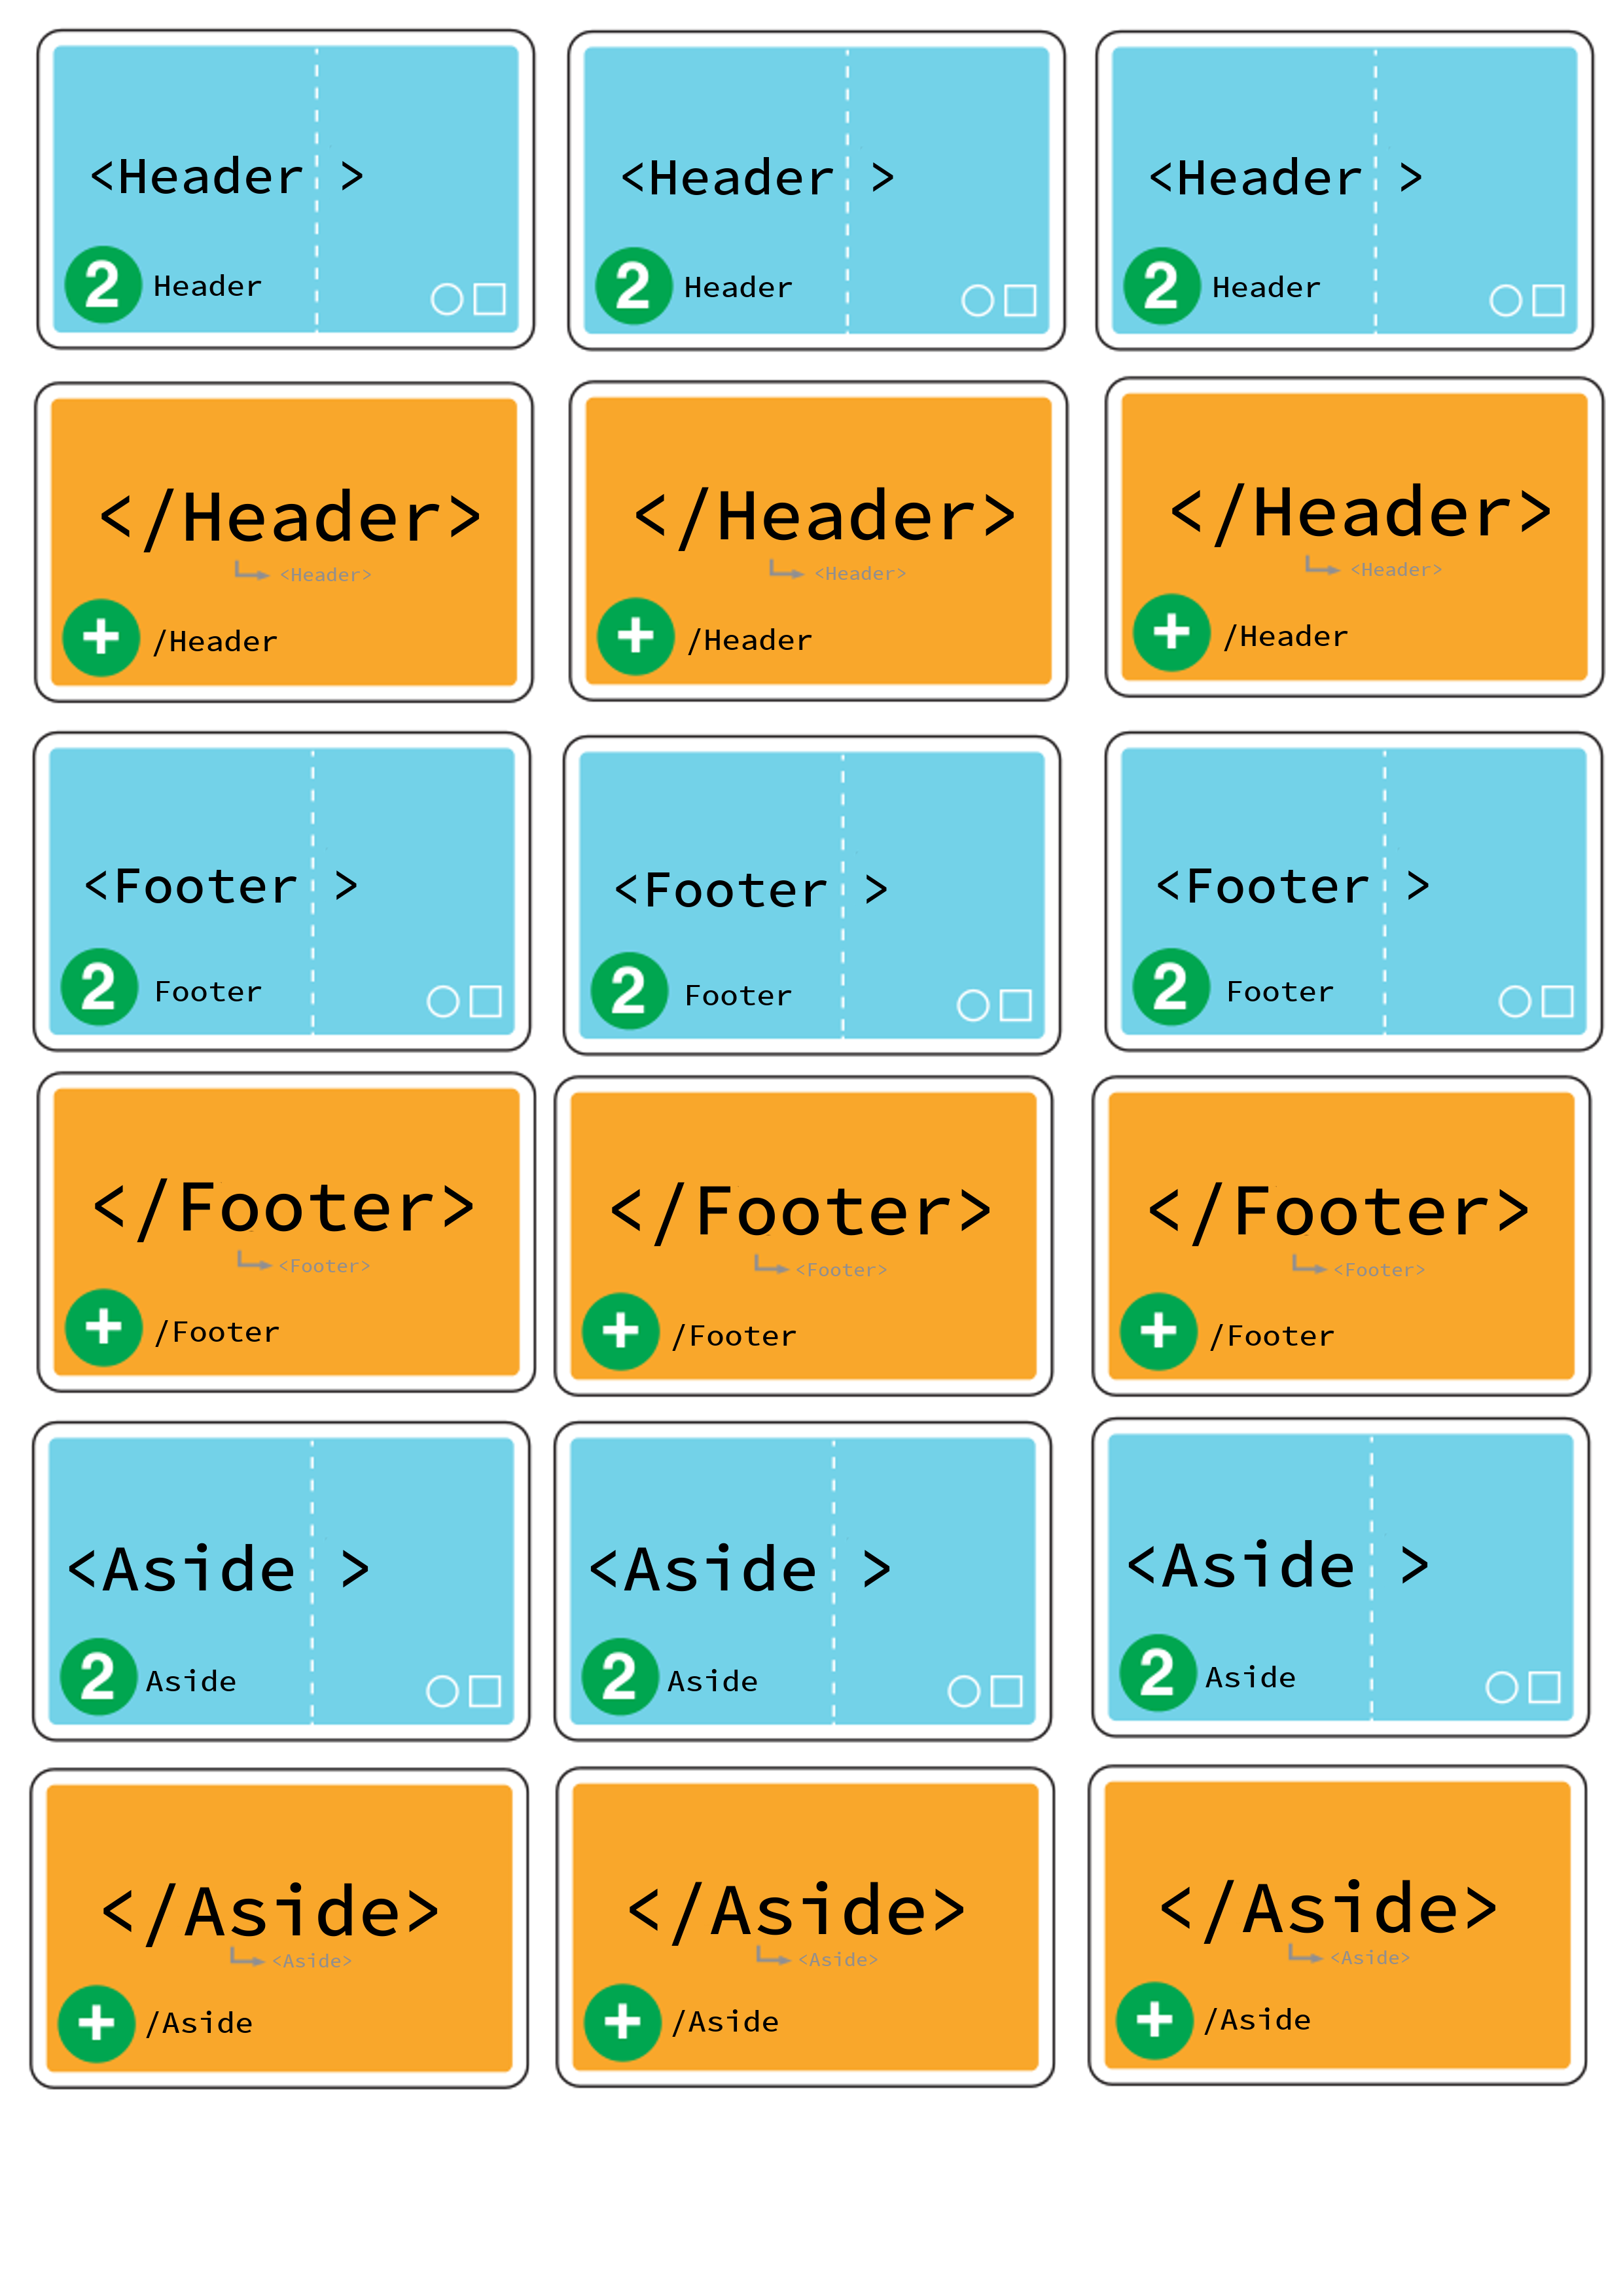 <Header >
2 Header
<Header >
2 Header
<Header >
2 Header
</Header>
<Header>
+ /Header
</Header>
<Header>
+ /Header
</Header>
<Header>
+ /Header
<Footer >
2 Footer
<Footer >
2 Footer
<Footer >
2 Footer
</Footer>
<Footer>
+ /Footer
</Footer>
<Footer>
+ /Footer
</Footer>
<Footer>
+ /Footer
<Aside >
2 Aside
<Aside >
2 Aside
<Aside >
2 Aside
</Aside>
<Aside>
+ /Aside
</Aside>
<Aside>
+ /Aside
</Aside>
<Aside>
+ /Aside